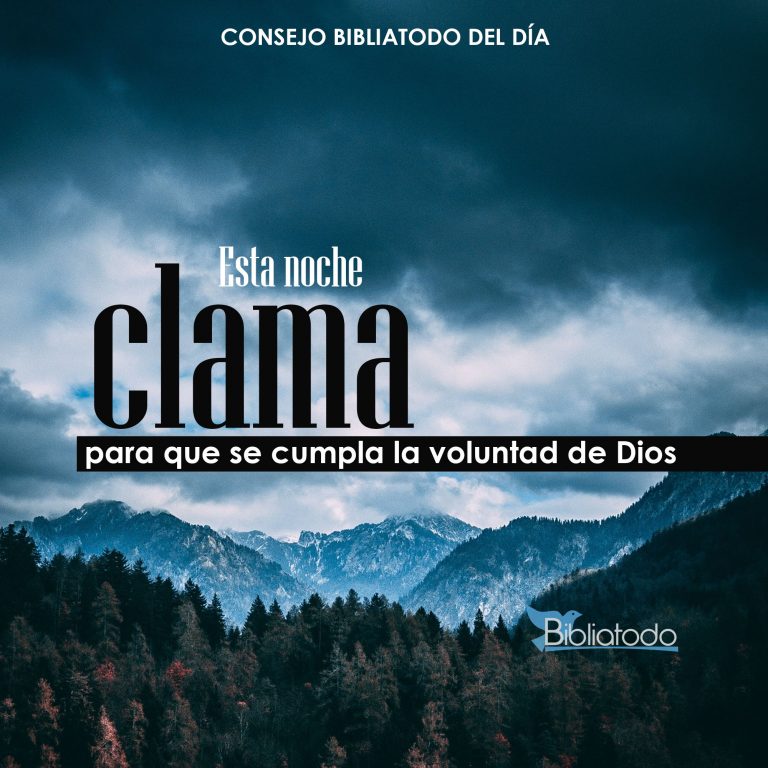 CONSEJO BIBLIATODO DEL DÍA
Esta noche
clama
para que se cumpla la voluntad de Dios
Bibliatodo